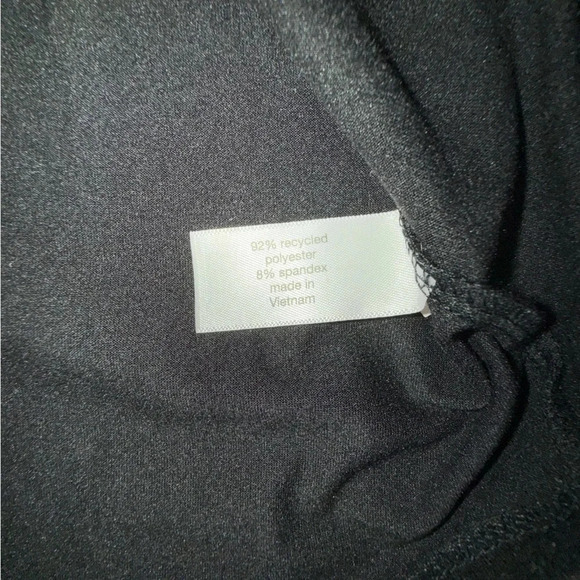 92% recycled
polyester
8% spandex
made in
Vietnam